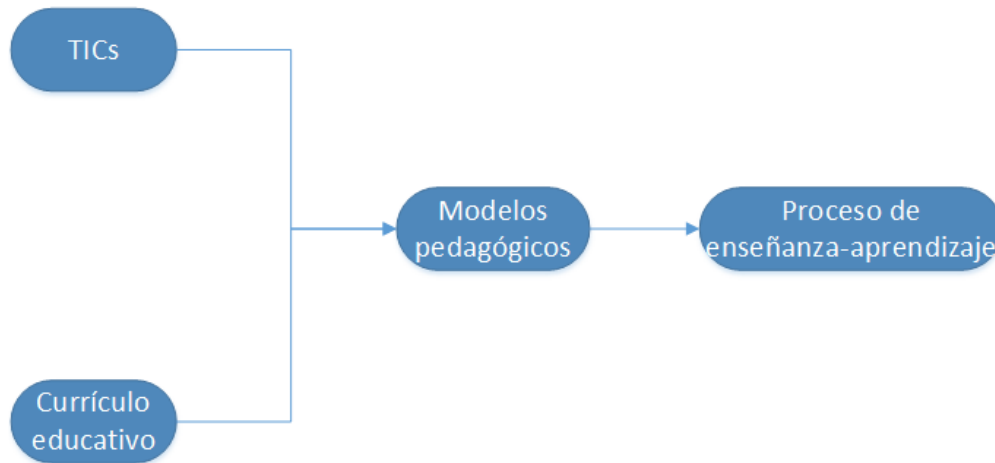 TICs
Modelos
pedagógicos
Proceso de
enseñanza-aprendizaje
Currículo
educativo